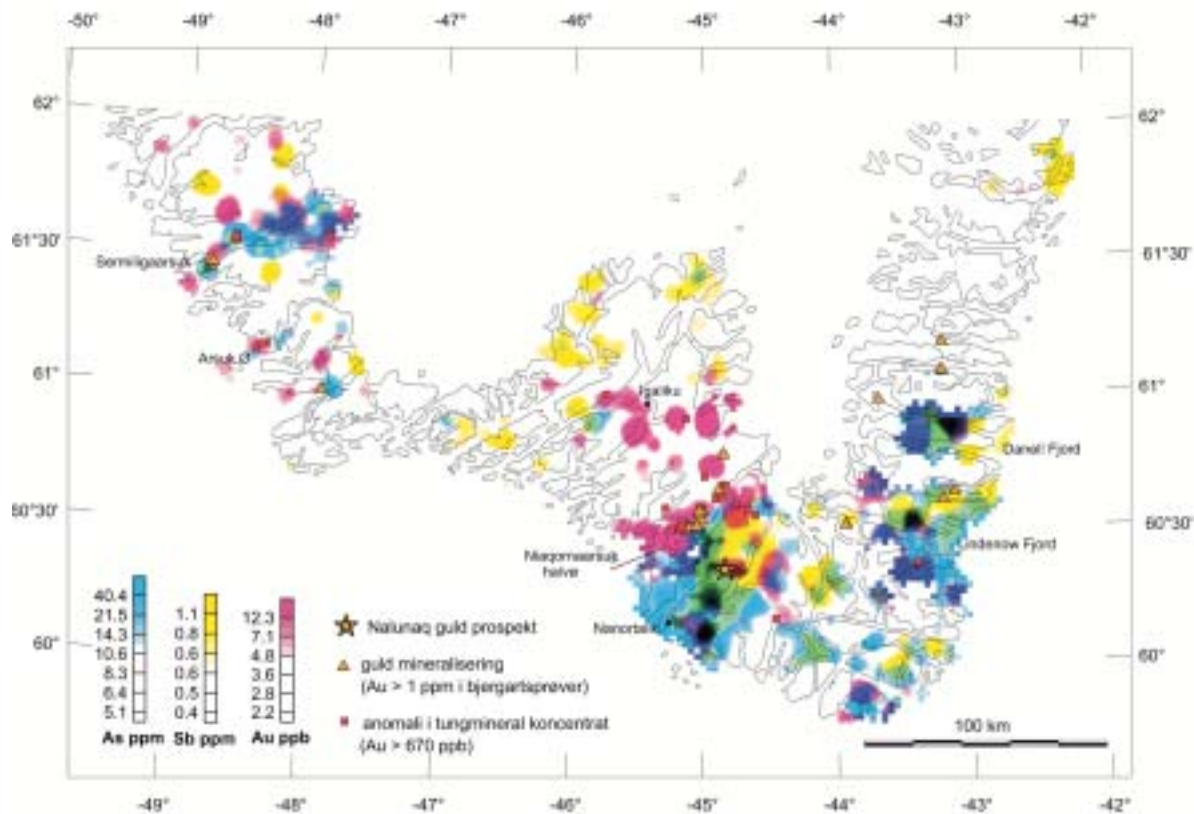 -50° -49° -48° -47° -46° -45° -44° -43° -42°
62° 62°
61°30' 61°30'
Sermiligaarsuk
Arsuk Ø
61° 61°
Igaliku
Danell Fjord
60°30' 60°30'
Lindenow Fjord
Niaqornaarsuk
halvø
Nanortalik
60° 60°
40.4
21.5
14.3
10.6
8.3
6.4
5.1
As ppm
1.1
0.8
0.6
0.6
0.5
0.4
Sb ppm
12.3
7.1
4.8
3.6
2.8
2.2
Au ppb
Nalunaq guld prospekt
guld mineralisering
(Au > 1 ppm i bjergartsprøver)
anomali i tungmineral koncentrat
(Au > 670 ppb)
100 km
-49° -48° -47° -46° -45° -44° -43° -42°